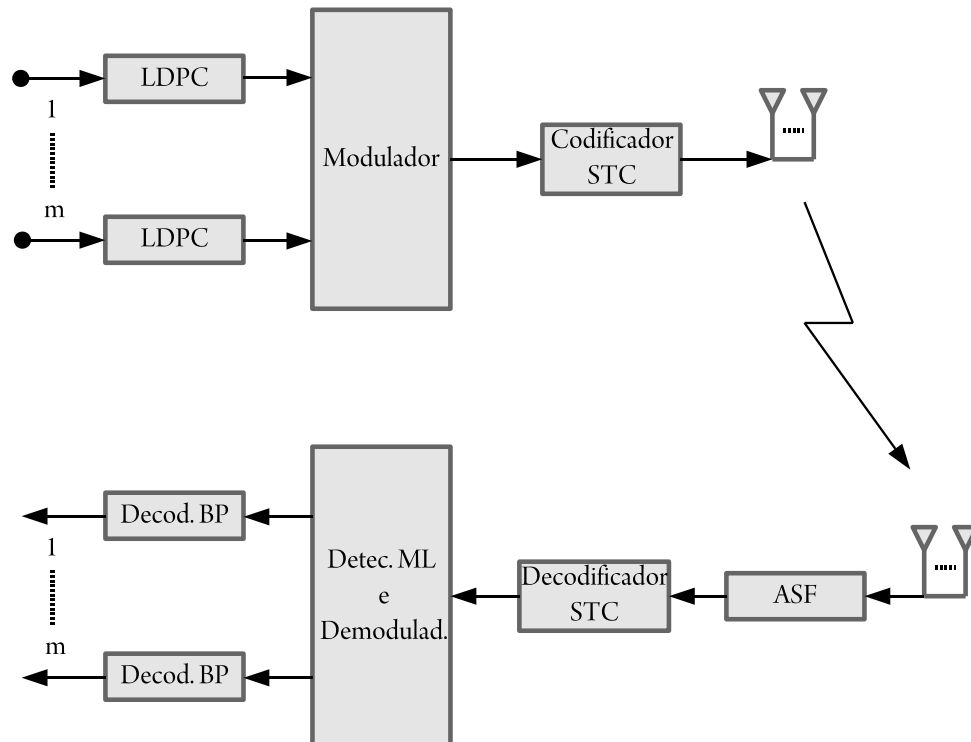 LDPC
1
m
LDPC
Modulador
Codificador
STC
Decod. BP
1
m
Decod. BP
Detec. ML
e
Demodulad.
Decodificador
STC
ASF